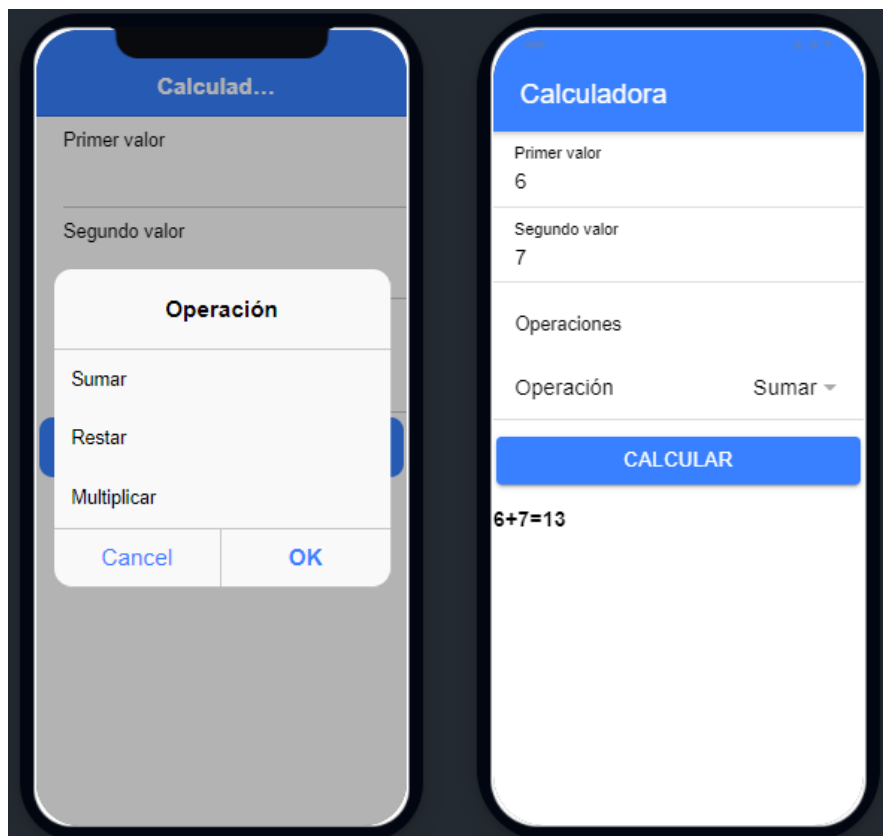 Calculad...
Primer valor
Segundo valor
Operación
Sumar
Restar
Multiplicar
Cancel OK
Calculadora
Primer valor
6
Segundo valor
7
Operaciones
Operación Sumar
CALCULAR
6+7=13